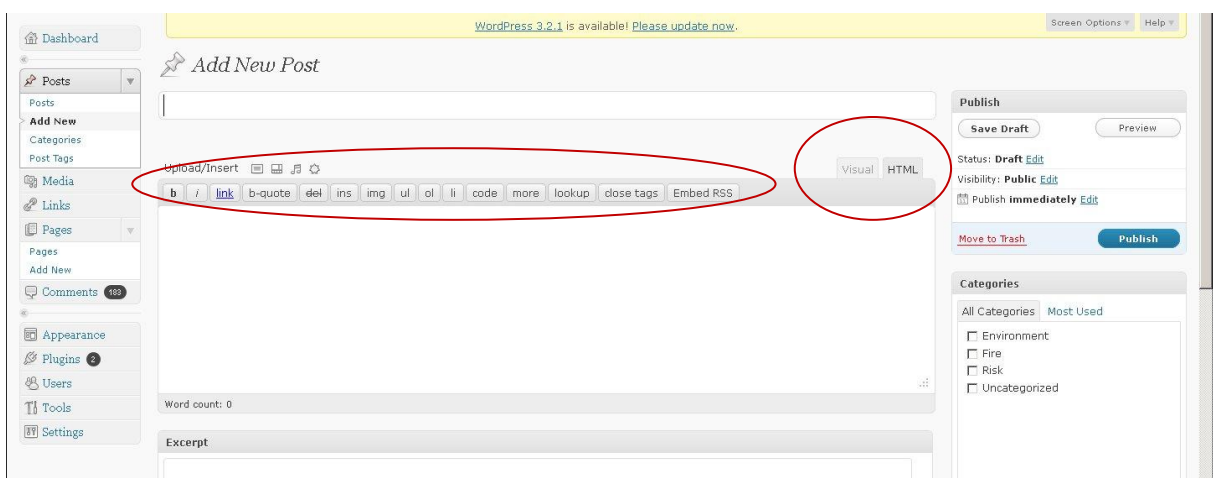 WordPress 3.2.1 is available! Please update now.
Screen Options Help
Dashboard
Posts
Posts
Add New
Categories
Post Tags
Media
Links
Pages
Pages
Add New
Comments 183
Appearance
Plugins 2
Users
Tools
Settings
Add New Post
Upload/Insert
Visual HTML
b i link b-quote del ins img ul ol li code more lookup close tags Embed RSS
Word count: 0
Excerpt
Publish
Save Draft Preview
Status: Draft Edit
Visibility: Public Edit
Publish immediately Edit
Move to Trash Publish
Categories
All Categories Most Used
Environment
Fire
Risk
Uncategorized